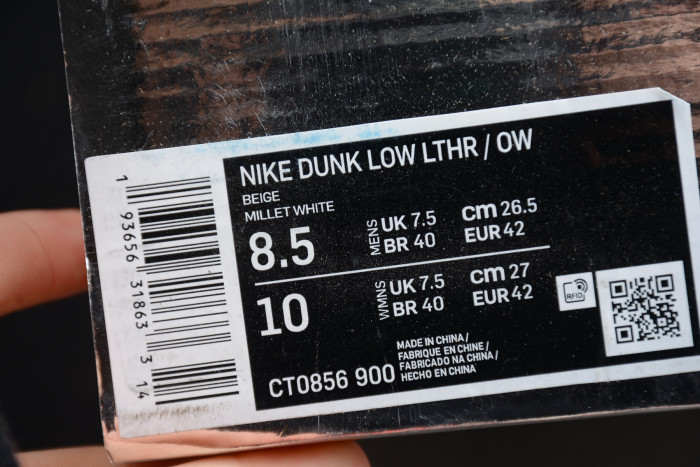 NIKE DUNK LOW LTHR / OW
BEIGE
MILLET WHITE
8.5
MENS
UK 7.5
BR 40
cm 26.5
EUR 42
10
WMNS
UK 7.5
BR 40
cm 27
EUR 42
RFID
CT0856 900
MADE IN CHINA/
FABRIQUE EN CHINE/
FABRICADO NA CHINA/
HECHO EN CHINA
1 93656 31863 3 14